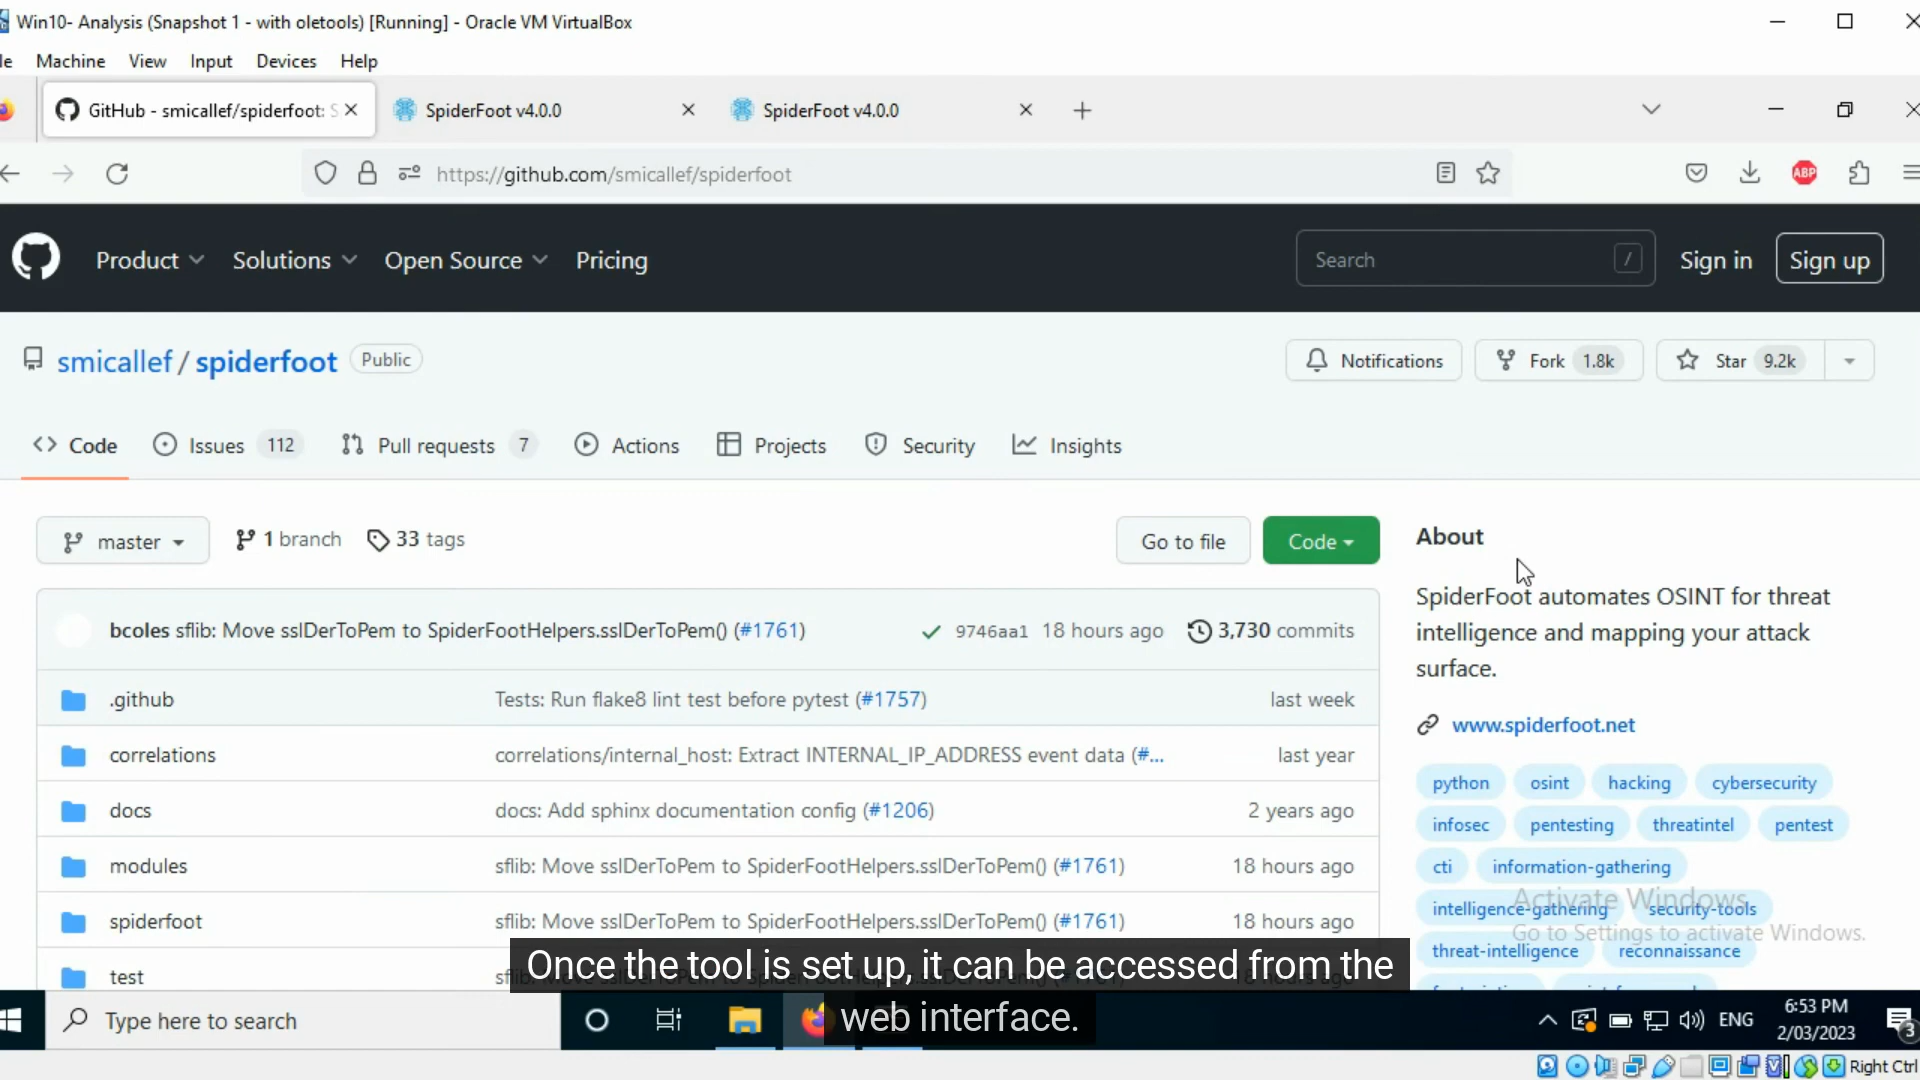 Win10- Analysis (Snapshot 1 - with oletools) [Running] - Oracle VM VirtualBox
Machine View Input Devices Help
GitHub - smicallef/spiderfoot: S
SpiderFoot v4.0.0
SpiderFoot v4.0.0
https://github.com/smicallef/spiderfoot
ABP
Product Solutions Open Source Pricing
Search /
Sign in Sign up
smicallef / spiderfoot Public
Notifications Fork 1.8k Star 9.2k
Code Issues 112 Pull requests 7 Actions Projects Security Insights
master 1 branch 33 tags
Go to file Code
bcoles sflib: Move sslDerToPem to SpiderFootHelpers.sslDerToPem() (#1761) 9746aa1 18 hours ago 3,730 commits
.github Tests: Run flake8 lint test before pytest (#1757) last week
correlations correlations/internal_host: Extract INTERNAL_IP_ADDRESS event data (#... last year
docs docs: Add sphinx documentation config (#1206) 2 years ago
modules sflib: Move sslDerToPem to SpiderFootHelpers.sslDerToPem() (#1761) 18 hours ago
spiderfoot sflib: Move sslDerToPem to SpiderFootHelpers.sslDerToPem() (#1761) 18 hours ago
test
About
SpiderFoot automates OSINT for threat
intelligence and mapping your attack
surface.
www.spiderfoot.net
python osint hacking cybersecurity
infosec pentesting threatintel pentest
cti information-gathering
intelligence-gathering security-tools
threat-intelligence reconnaissance
Activate Windows
Go to Settings to activate Windows.
Once the tool is set up, it can be accessed from the
web interface.
Type here to search
ENG
6:53 PM
2/03/2023
3
Right Ctrl